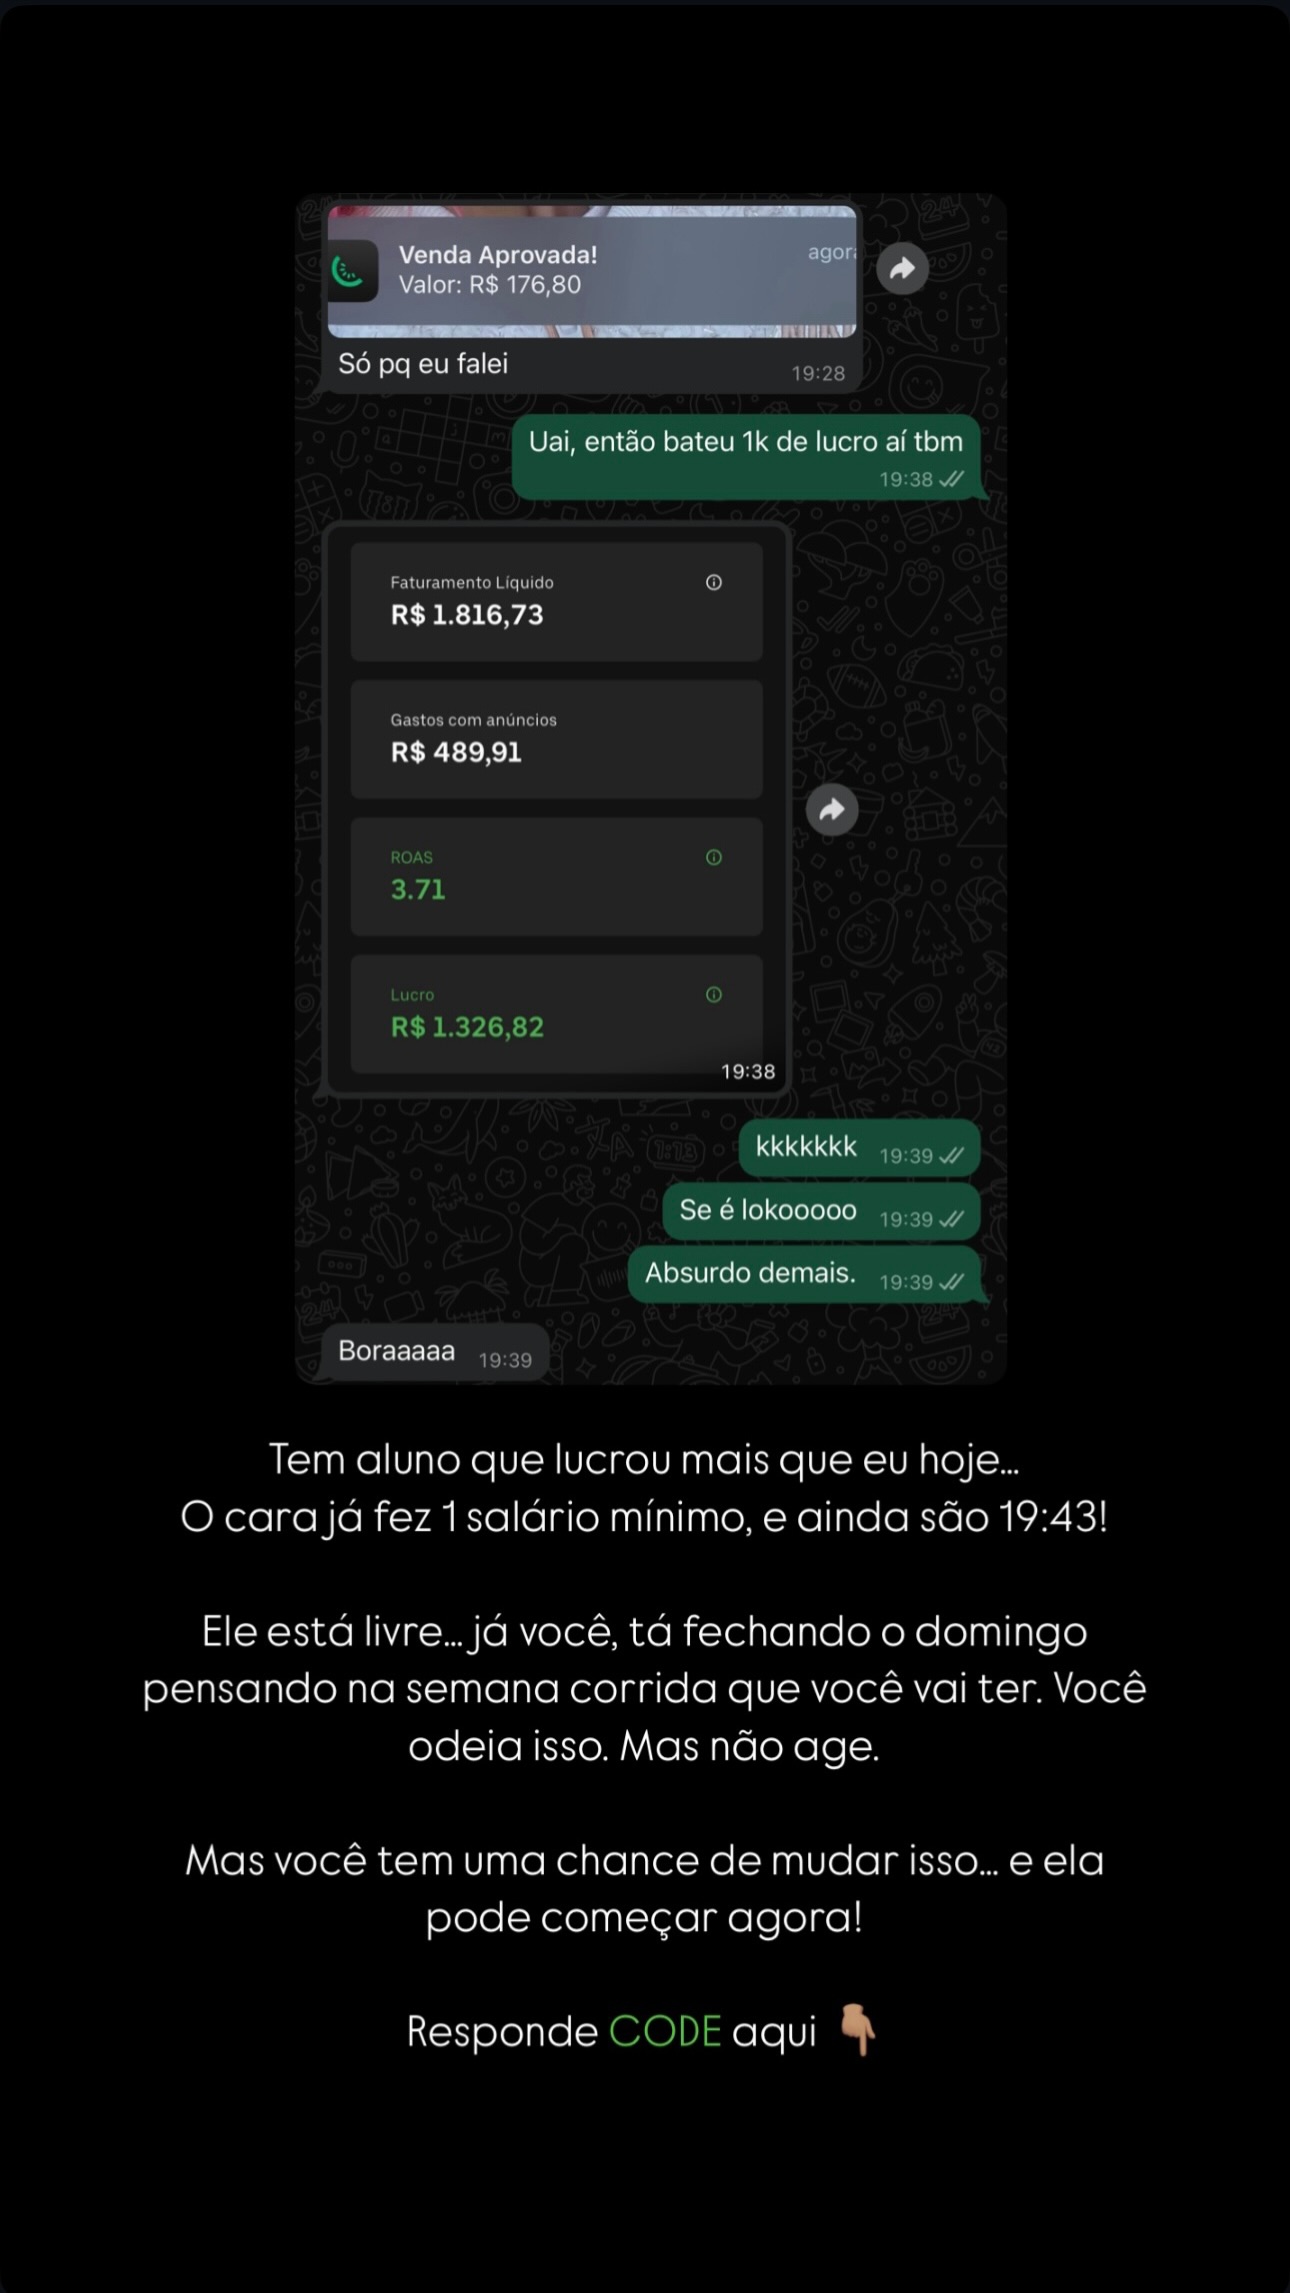 Venda Aprovada!
agora
Valor: R$ 176,80
Só pq eu falei
19:28
Uai, então bateu 1k de lucro aí tbm
19:38
Faturamento Líquido
R$ 1.816,73
Gastos com anúncios
R$ 489,91
ROAS
3.71
Lucro
R$ 1.326,82
19:38
kkkkkkk 19:39
Se é lokooooo 19:39
Absurdo demais. 19:39
Boraaaaa 19:39
Tem aluno que lucrou mais que eu hoje...
O cara já fez 1 salário mínimo, e ainda são 19:43!
Ele está livre... já você, tá fechando o domingo
pensando na semana corrida que você vai ter. Você
odeia isso. Mas não age.
Mas você tem uma chance de mudar isso... e ela
pode começar agora!
Responde CODE aqui 👇🏽